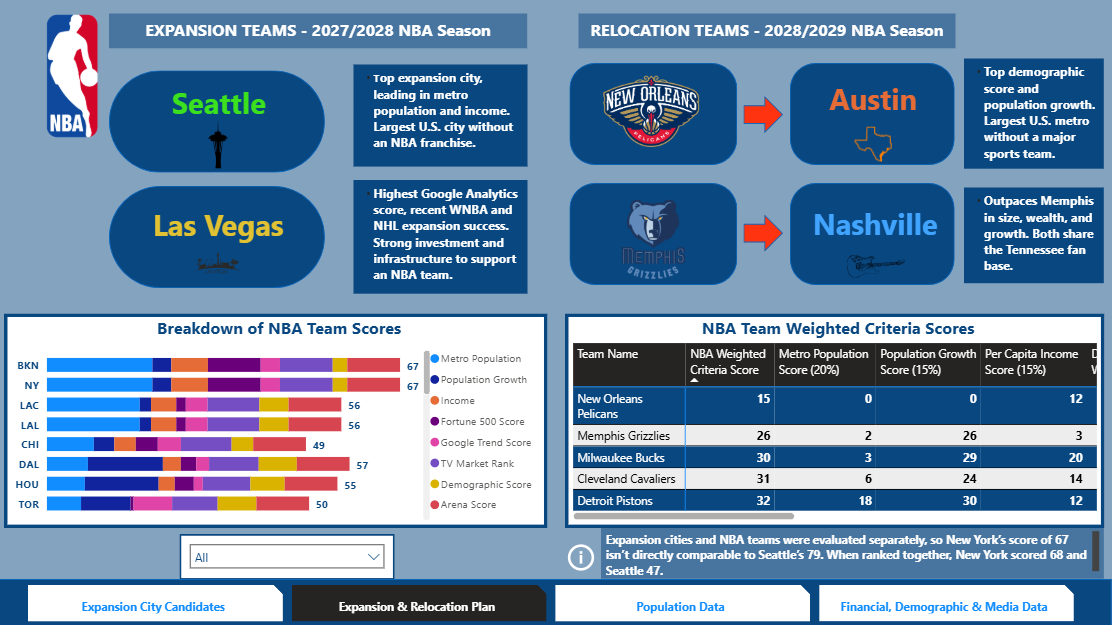 NBA
EXPANSION TEAMS - 2027/2028 NBA Season
RELOCATION TEAMS - 2028/2029 NBA Season
Seattle
Top expansion city,
leading in metro
population and income.
Largest U.S. city without
an NBA franchise.
Las Vegas
Highest Google Analytics
score, recent WNBA and
NHL expansion success.
Strong investment and
infrastructure to support
an NBA team.
NEW ORLEANS
PELICANS
Austin
Top demographic
score and
population growth.
Largest U.S. metro
without a major
sports team.
MEMPHIS
GRIZZLIES
Nashville
Outpaces Memphis
in size, wealth, and
growth. Both share
the Tennessee fan
base.
Breakdown of NBA Team Scores
BKN 67
NY 67
LAC 56
LAL 56
CHI 49
DAL 57
HOU 55
TOR 50
Metro Population
Population Growth
Income
Fortune 500 Score
Google Trend Score
TV Market Rank
Demographic Score
Arena Score
All
NBA Team Weighted Criteria Scores
Team Name NBA Weighted Criteria Score Metro Population Score (20%) Population Growth Score (15%) Per Capita Income Score (15%)
New Orleans Pelicans 15 0 0 12
Memphis Grizzlies 26 2 26 3
Milwaukee Bucks 30 3 29 20
Cleveland Cavaliers 31 6 24 14
Detroit Pistons 32 18 30 12
Expansion cities and NBA teams were evaluated separately, so New York's score of 67
isn't directly comparable to Seattle's 79. When ranked together, New York scored 68 and
Seattle 47.
Expansion City Candidates
Expansion & Relocation Plan
Population Data
Financial, Demographic & Media Data